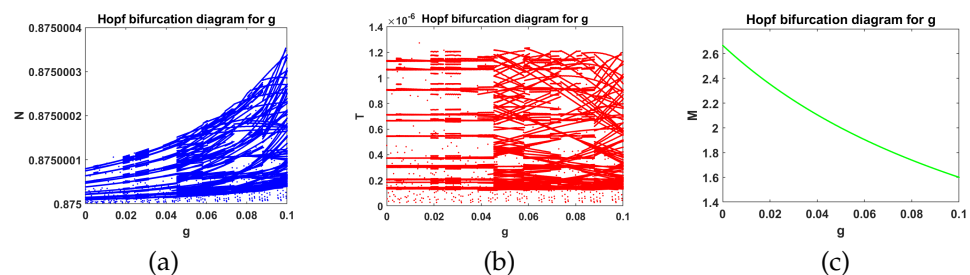 Hopf bifurcation diagram for g
0.8750004
0.8750003
0.8750002
0.8750001
0.875
N
0 0.02 0.04 0.06 0.08 0.1
g
(a)
×10⁻⁶ Hopf bifurcation diagram for g
1.4
1.2
1
0.8
0.6
0.4
0.2
0
T
0 0.02 0.04 0.06 0.08 0.1
g
(b)
Hopf bifurcation diagram for g
2.6
2.4
2.2
2
1.8
1.6
1.4
M
0 0.02 0.04 0.06 0.08 0.1
g
(c)